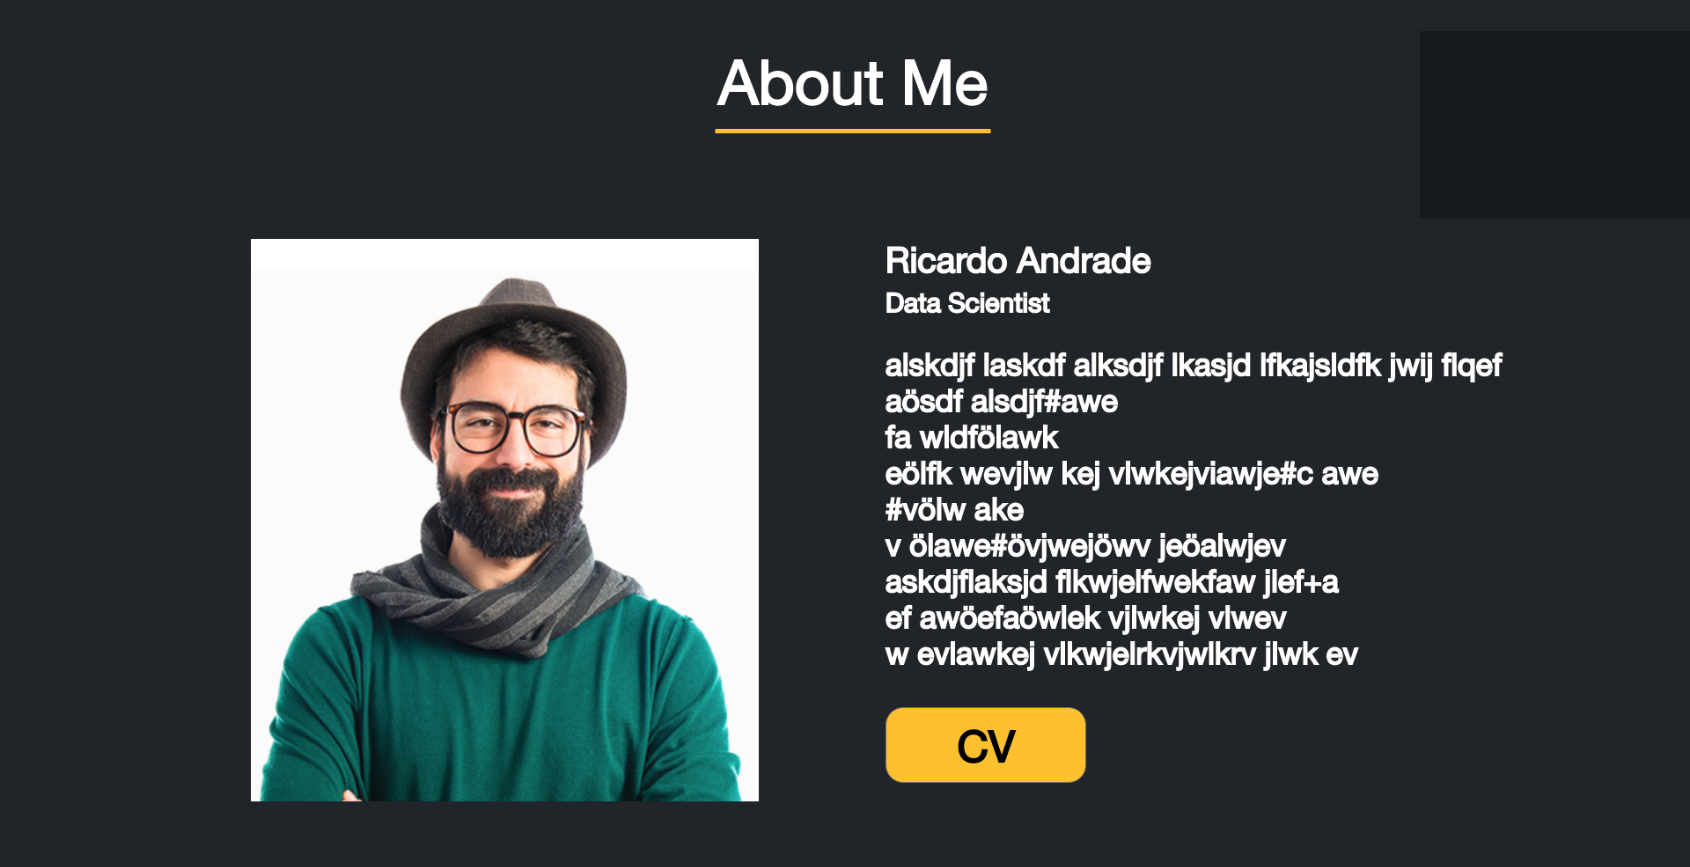 About Me
Ricardo Andrade
Data Scientist
alskdjf laskdf alksdjf lkasjd lfkajsldfk jwij flqef
aösdf alsdjf#awe
fa wldfölawk
eölfk wevjlw kej vlwkejviawje#c awe
#völw ake
v ölawe#övjwejöwv jeöalwjev
askdjflaksjd flkwjelfwekfaw jlef+a
ef awöefaöwlek vjlwkej vlwev
w evlawkej vlkwjelrkvjwlkrv jlwk ev
CV